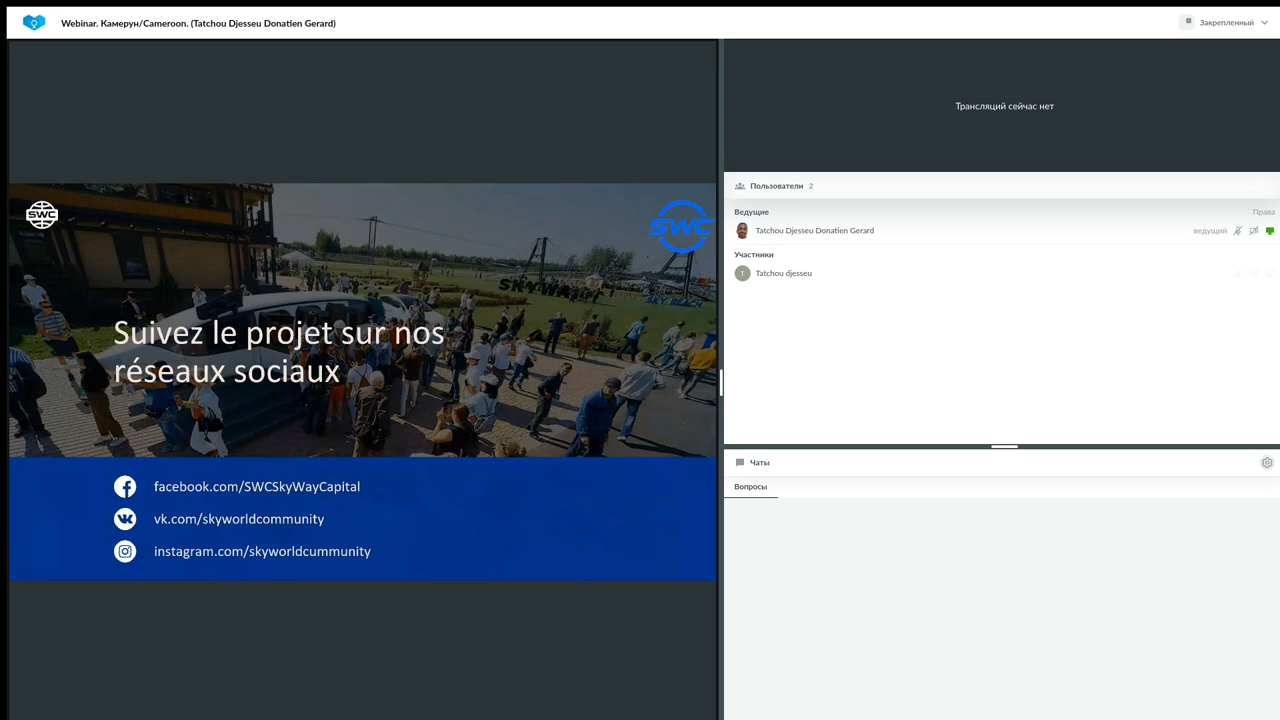 Webinar. Камерун/Cameroon. (Tatchou Djesseu Donatien Gerard)
Закрепленный
SWC
SWC
SKY BEACH
Suivez le projet sur nos
réseaux sociaux
facebook.com/SWCSkyWayCapital
vk.com/skyworldcommunity
instagram.com/skyworldcummunity
Трансляций сейчас нет
Пользователи 2
Ведущие Права
Tatchou Djesseu Donatien Gerard ведущий
Участники
T Tatchou djesseu
Чаты
Вопросы